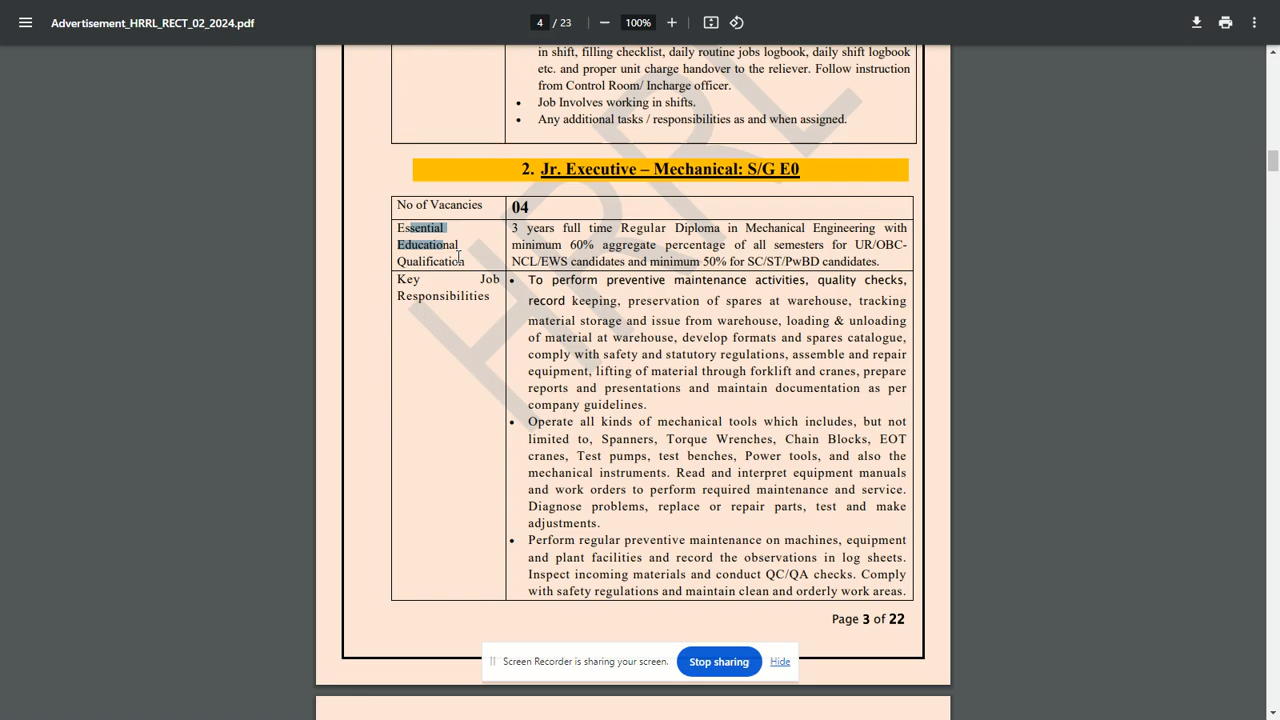 Advertisement_HRRL_RECT_02_2024.pdf
4 / 23
100%
in shift, filling checklist, daily routine jobs logbook, daily shift logbook
etc. and proper unit charge handover to the reliever. Follow instruction
from Control Room/ Incharge officer.
• Job Involves working in shifts.
• Any additional tasks / responsibilities as and when assigned.
2. Jr. Executive – Mechanical: S/G E0
No of Vacancies
04
Essential
Educational
Qualification
3 years full time Regular Diploma in Mechanical Engineering with
minimum 60% aggregate percentage of all semesters for UR/OBC-
NCL/EWS candidates and minimum 50% for SC/ST/PwBD candidates.
Key Job
Responsibilities
• To perform preventive maintenance activities, quality checks,
record keeping, preservation of spares at warehouse, tracking
material storage and issue from warehouse, loading & unloading
of material at warehouse, develop formats and spares catalogue,
comply with safety and statutory regulations, assemble and repair
equipment, lifting of material through forklift and cranes, prepare
reports and presentations and maintain documentation as per
company guidelines.
• Operate all kinds of mechanical tools which includes, but not
limited to, Spanners, Torque Wrenches, Chain Blocks, EOT
cranes, Test pumps, test benches, Power tools, and also the
mechanical instruments. Read and interpret equipment manuals
and work orders to perform required maintenance and service.
Diagnose problems, replace or repair parts, test and make
adjustments.
• Perform regular preventive maintenance on machines, equipment
and plant facilities and record the observations in log sheets.
Inspect incoming materials and conduct QC/QA checks. Comply
with safety regulations and maintain clean and orderly work areas.
HRRL
Page 3 of 22
Screen Recorder is sharing your screen.
Stop sharing
Hide